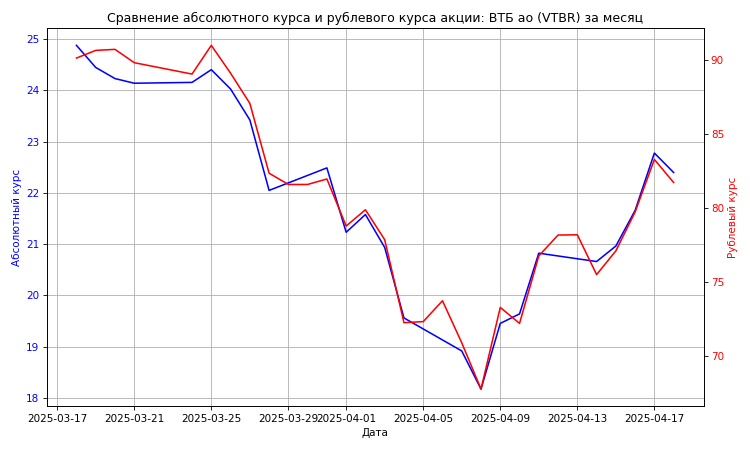 Сравнение абсолютного курса и рублевого курса акции: ВТБ ао (VTBR) за месяц
25
24
23
22
21
20
19
18
Абсолютный курс
90
85
80
75
70
Рублевый курс
2025-03-17 2025-03-21 2025-03-25 2025-03-29 2025-04-01 2025-04-05 2025-04-09 2025-04-13 2025-04-17
Дата